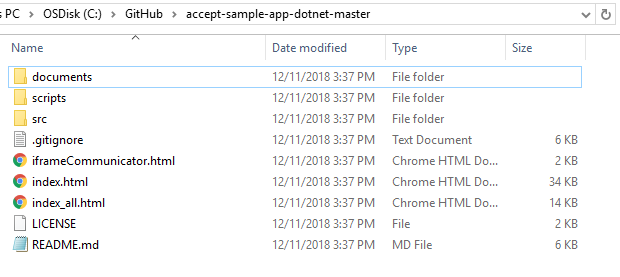 s PC > OSDisk (C:) > GitHub > accept-sample-app-dotnet-master
Name Date modified Type Size
documents 12/11/2018 3:37 PM File folder
scripts 12/11/2018 3:37 PM File folder
src 12/11/2018 3:37 PM File folder
.gitignore 12/11/2018 3:37 PM Text Document 6 KB
iframeCommunicator.html 12/11/2018 3:37 PM Chrome HTML Do... 2 KB
index.html 12/11/2018 3:37 PM Chrome HTML Do... 34 KB
index_all.html 12/11/2018 3:37 PM Chrome HTML Do... 14 KB
LICENSE 12/11/2018 3:37 PM File 2 KB
README.md 12/11/2018 3:37 PM MD File 6 KB